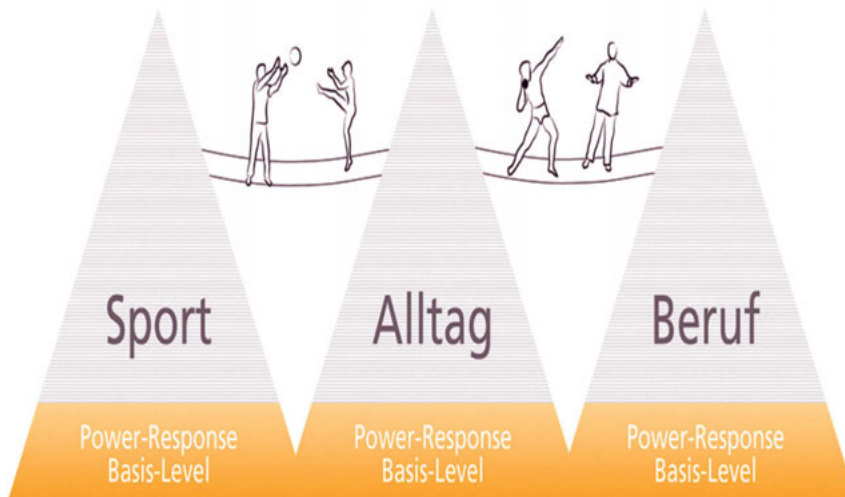 Sport
Alltag
Beruf
Power-Response
Basis-Level
Power-Response
Basis-Level
Power-Response
Basis-Level